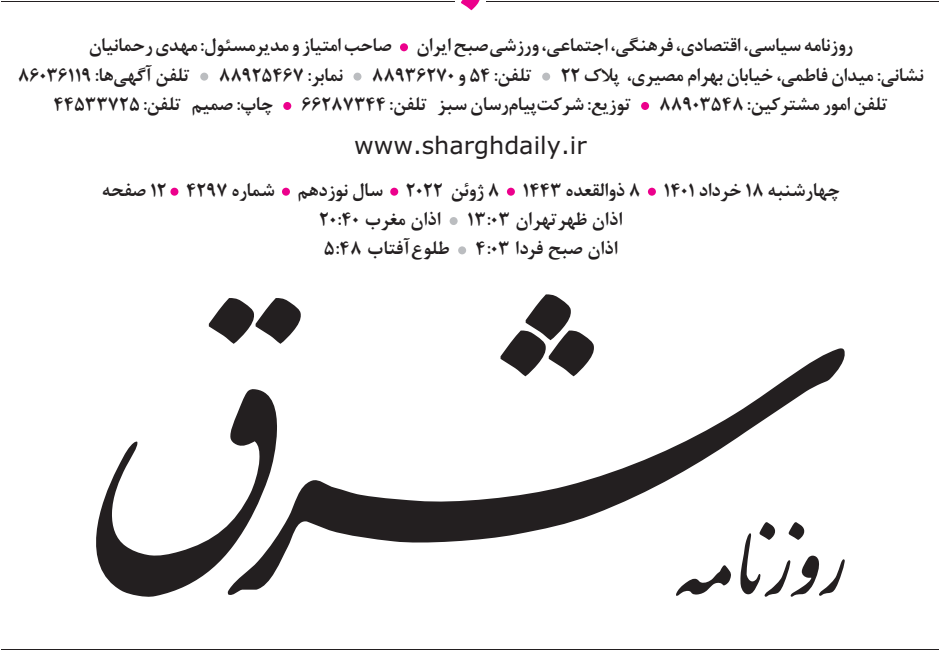 روزنامه سیاسی، اقتصادی، فرهنگی، اجتماعی، ورزشی صبح ایران • صاحب امتیاز و مدیرمسئول: مهدی رحمانیان
نشانی: میدان فاطمی، خیابان بهرام مصیری، پلاک ۲۲ • تلفن: ۵۴ و ۸۸۹۳۶۲۷۰ • نمابر: ۸۸۹۲۵۴۶۷ • تلفن آگهی‌ها: ۸۶۰۳۶۱۱۹
تلفن امور مشترکین: ۸۸۹۰۳۵۴۸ • توزیع: شرکت پیام‌رسان سبز تلفن: ۶۶۲۸۷۳۴۴ • چاپ: صمیم تلفن: ۴۴۵۳۳۷۲۵
www.sharghdaily.ir
چهارشنبه ۱۸ خرداد ۱۴۰۱ • ۸ ذوالقعده ۱۴۴۳ • ۸ ژوئن ۲۰۲۲ • سال نوزدهم • شماره ۴۲۹۷ • ۱۲ صفحه
اذان ظهر تهران ۱۳:۰۳ • اذان مغرب ۲۰:۴۰
اذان صبح فردا ۴:۰۳ • طلوع آفتاب ۵:۴۸
روزنامه شرق